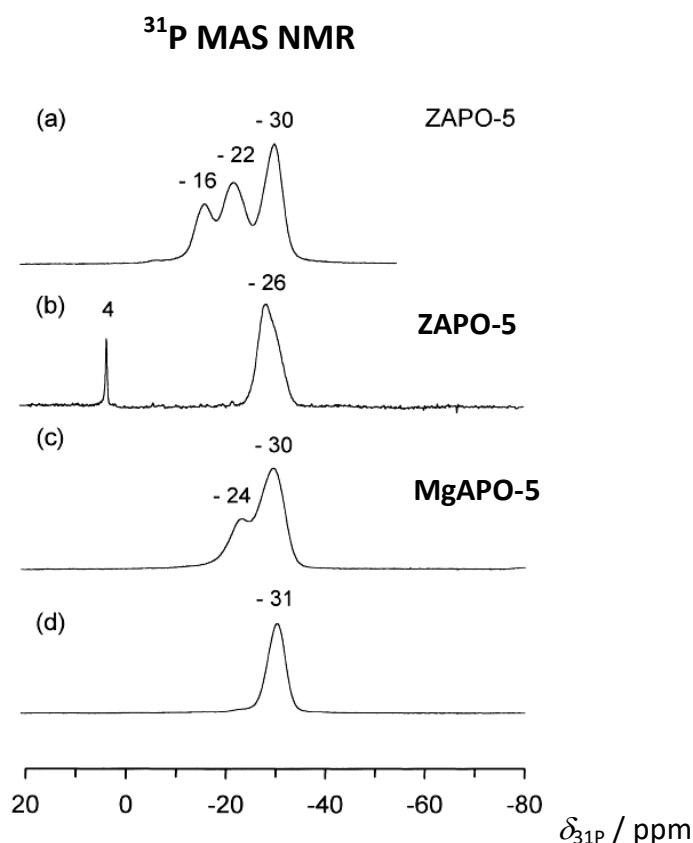 ³¹P MAS NMR
(a) - 16 - 22 - 30 ZAPO-5
(b) 4 - 26 ZAPO-5
(c) - 24 - 30 MgAPO-5
(d) - 31
20 0 -20 -40 -60 -80
δ₃₁P / ppm